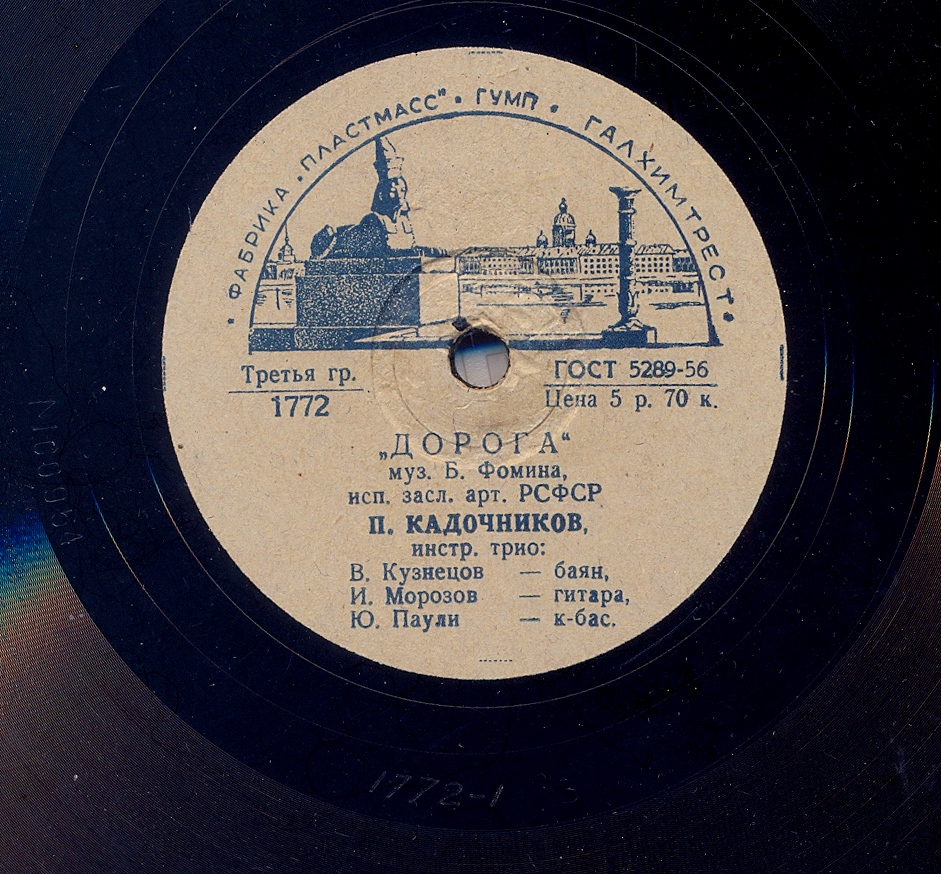 • ФАБРИКА „ПЛАСТМАСС“ • ГУМП • ГАЛХИМТРЕСТ •
Третья гр.
1772
ГОСТ 5289-56
Цена 5 р. 70 к.
„ДОРОГА“
муз. Б. Фомина,
исп. засл. арт. РСФСР
П. КАДОЧНИКОВ,
инстр. трио:
В. Кузнецов — баян,
И. Морозов — гитара,
Ю. Паули — к-бас.
1772-1